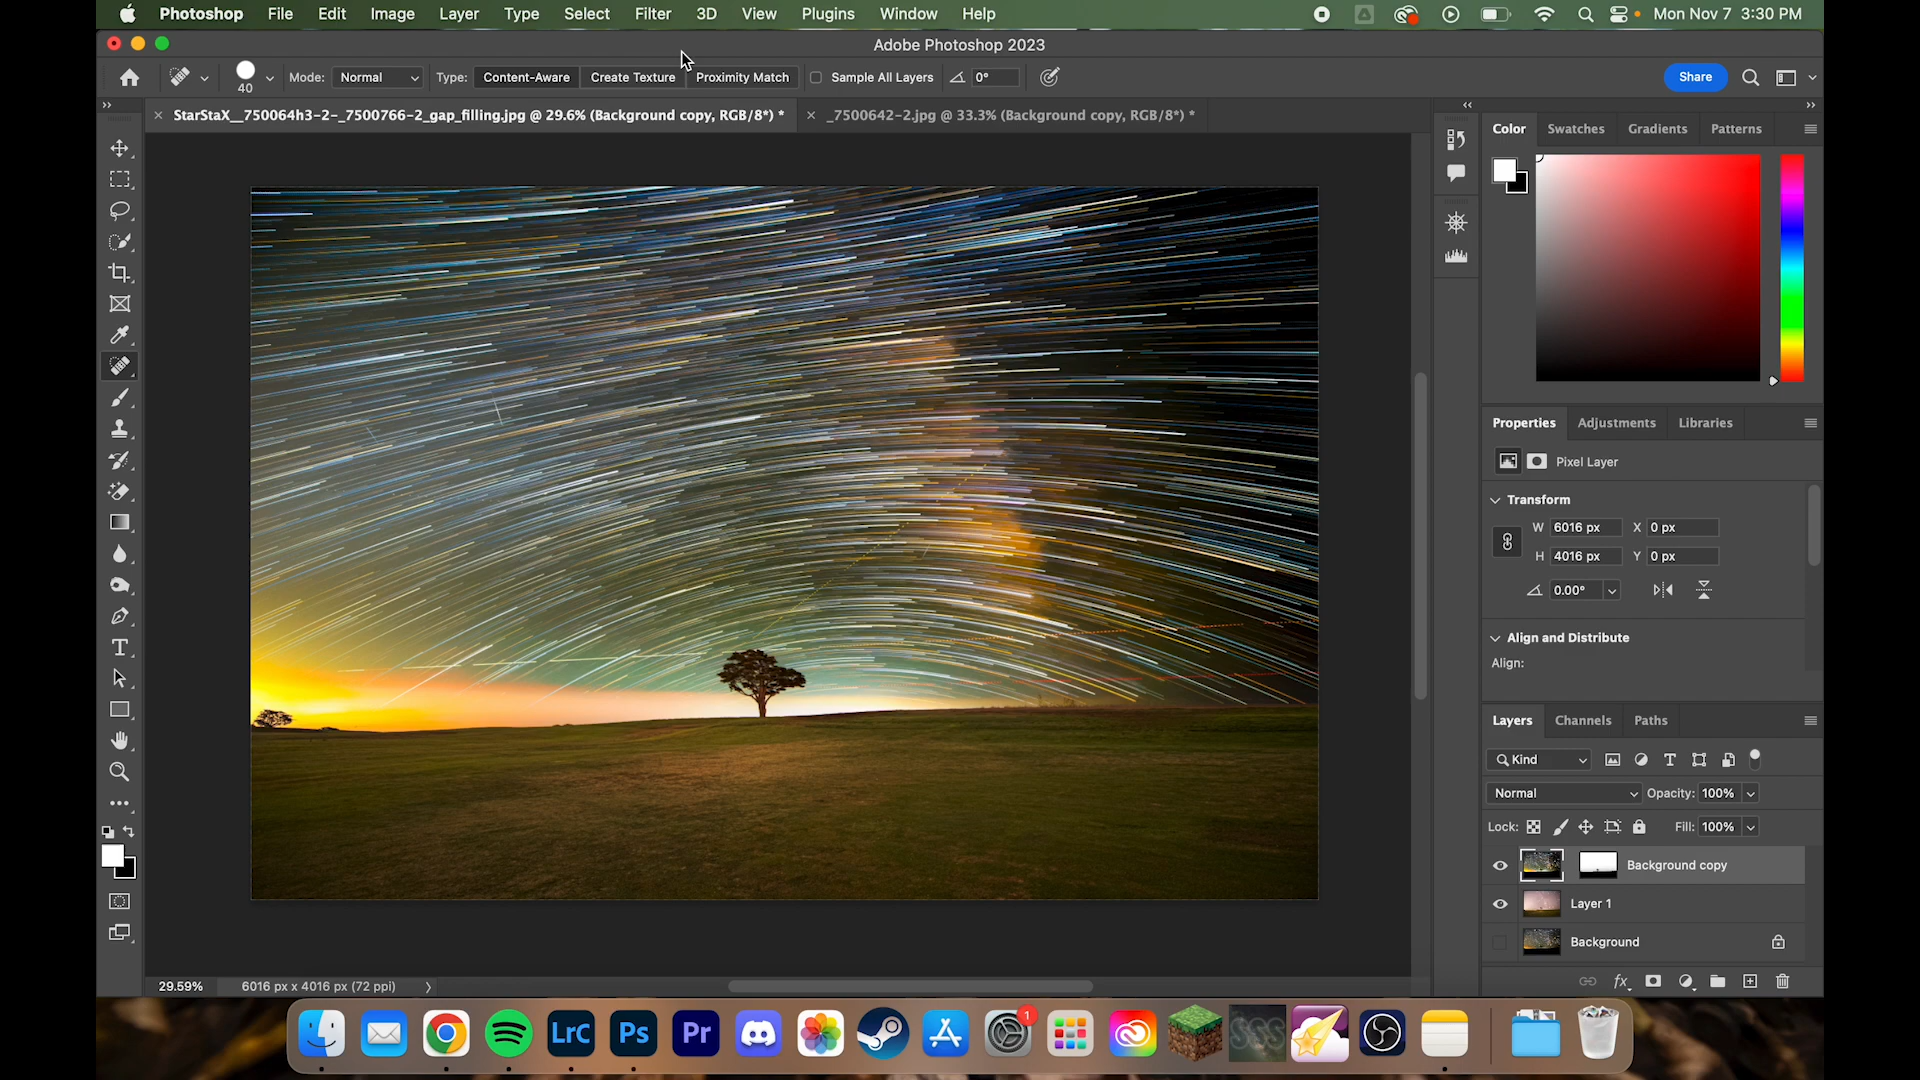 Photoshop File Edit Image Layer Type Select Filter 3D View Plugins Window Help Mon Nov 7 3:30 PM
Adobe Photoshop 2023
40 Mode: Normal Type: Content-Aware Create Texture Proximity Match Sample All Layers 0° Share
StarStaX__750064h3-2-_7500766-2_gap_filling.jpg @ 29.6% (Background copy, RGB/8*) *
_7500642-2.jpg @ 33.3% (Background copy, RGB/8*) *
Color Swatches Gradients Patterns
Properties Adjustments Libraries
Pixel Layer
Transform
W 6016 px X 0 px
H 4016 px Y 0 px
0.00°
Align and Distribute
Align:
Layers Channels Paths
Kind
Normal Opacity: 100%
Lock: Fill: 100%
Background copy
Layer 1
Background
29.59% 6016 px x 4016 px (72 ppi)
LrC Ps Pr 1 SGS